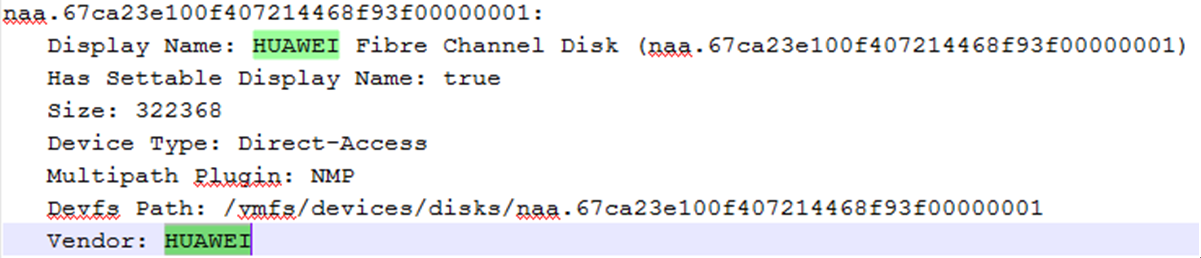 naa.67ca23e100f407214468f93f00000001:
Display Name: HUAWEI Fibre Channel Disk (naa.67ca23e100f407214468f93f00000001)
Has Settable Display Name: true
Size: 322368
Device Type: Direct-Access
Multipath Plugin: NMP
Devfs Path: /vmfs/devices/disks/naa.67ca23e100f407214468f93f00000001
Vendor: HUAWEI